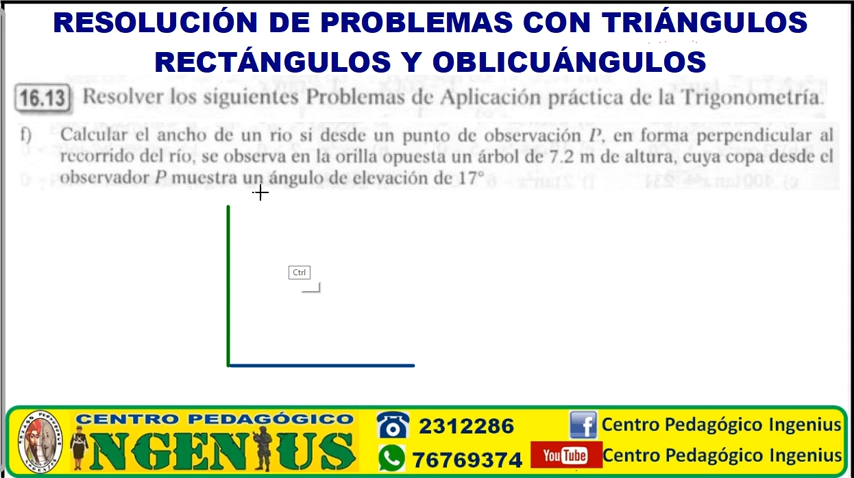 RESOLUCIÓN DE PROBLEMAS CON TRIÁNGULOS
RECTÁNGULOS Y OBLICUÁNGULOS
16.13 Resolver los siguientes Problemas de Aplicación práctica de la Trigonometría.
f) Calcular el ancho de un rio si desde un punto de observación P, en forma perpendicular al
recorrido del río, se observa en la orilla opuesta un árbol de 7.2 m de altura, cuya copa desde el
observador P muestra un ángulo de elevación de 17°
Ctrl
CENTRO PEDAGÓGICO
INGENIUS
2312286
76769374
Centro Pedagógico Ingenius
YouTube Centro Pedagógico Ingenius